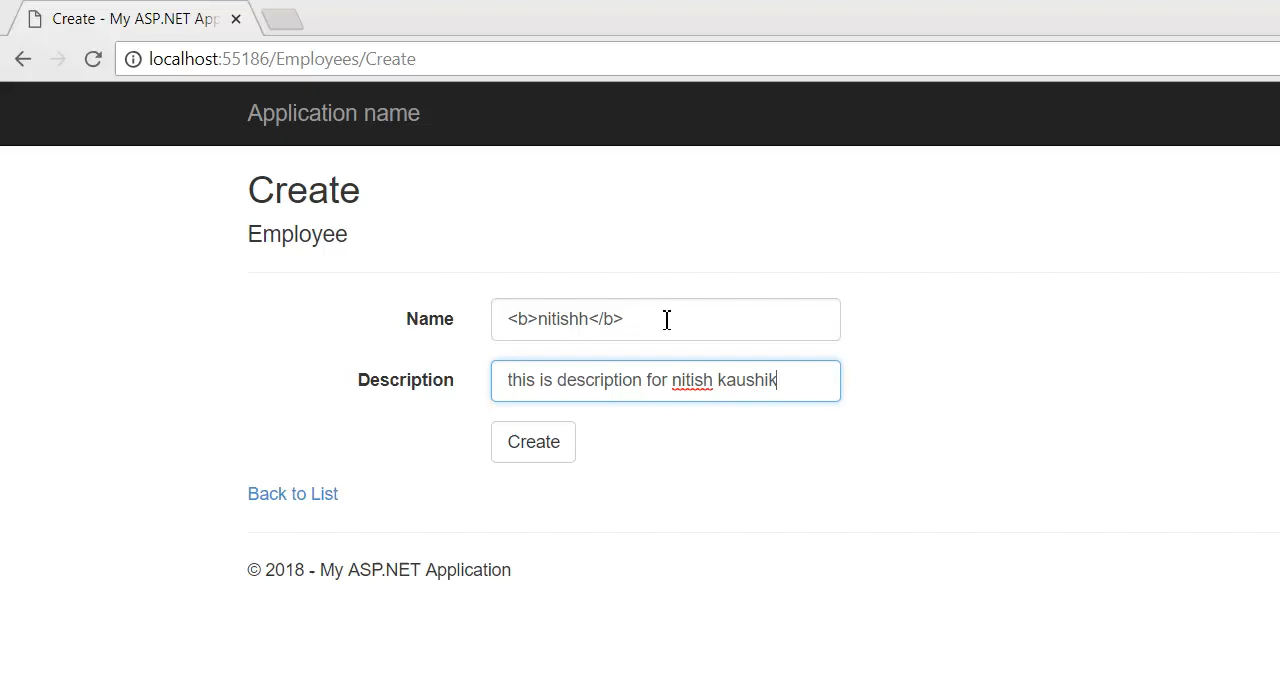 Create - My ASP.NET App
localhost:55186/Employees/Create
Application name
Create
Employee
Name <b>nitishh</b>
Description this is description for nitish kaushik
Create
Back to List
© 2018 - My ASP.NET Application